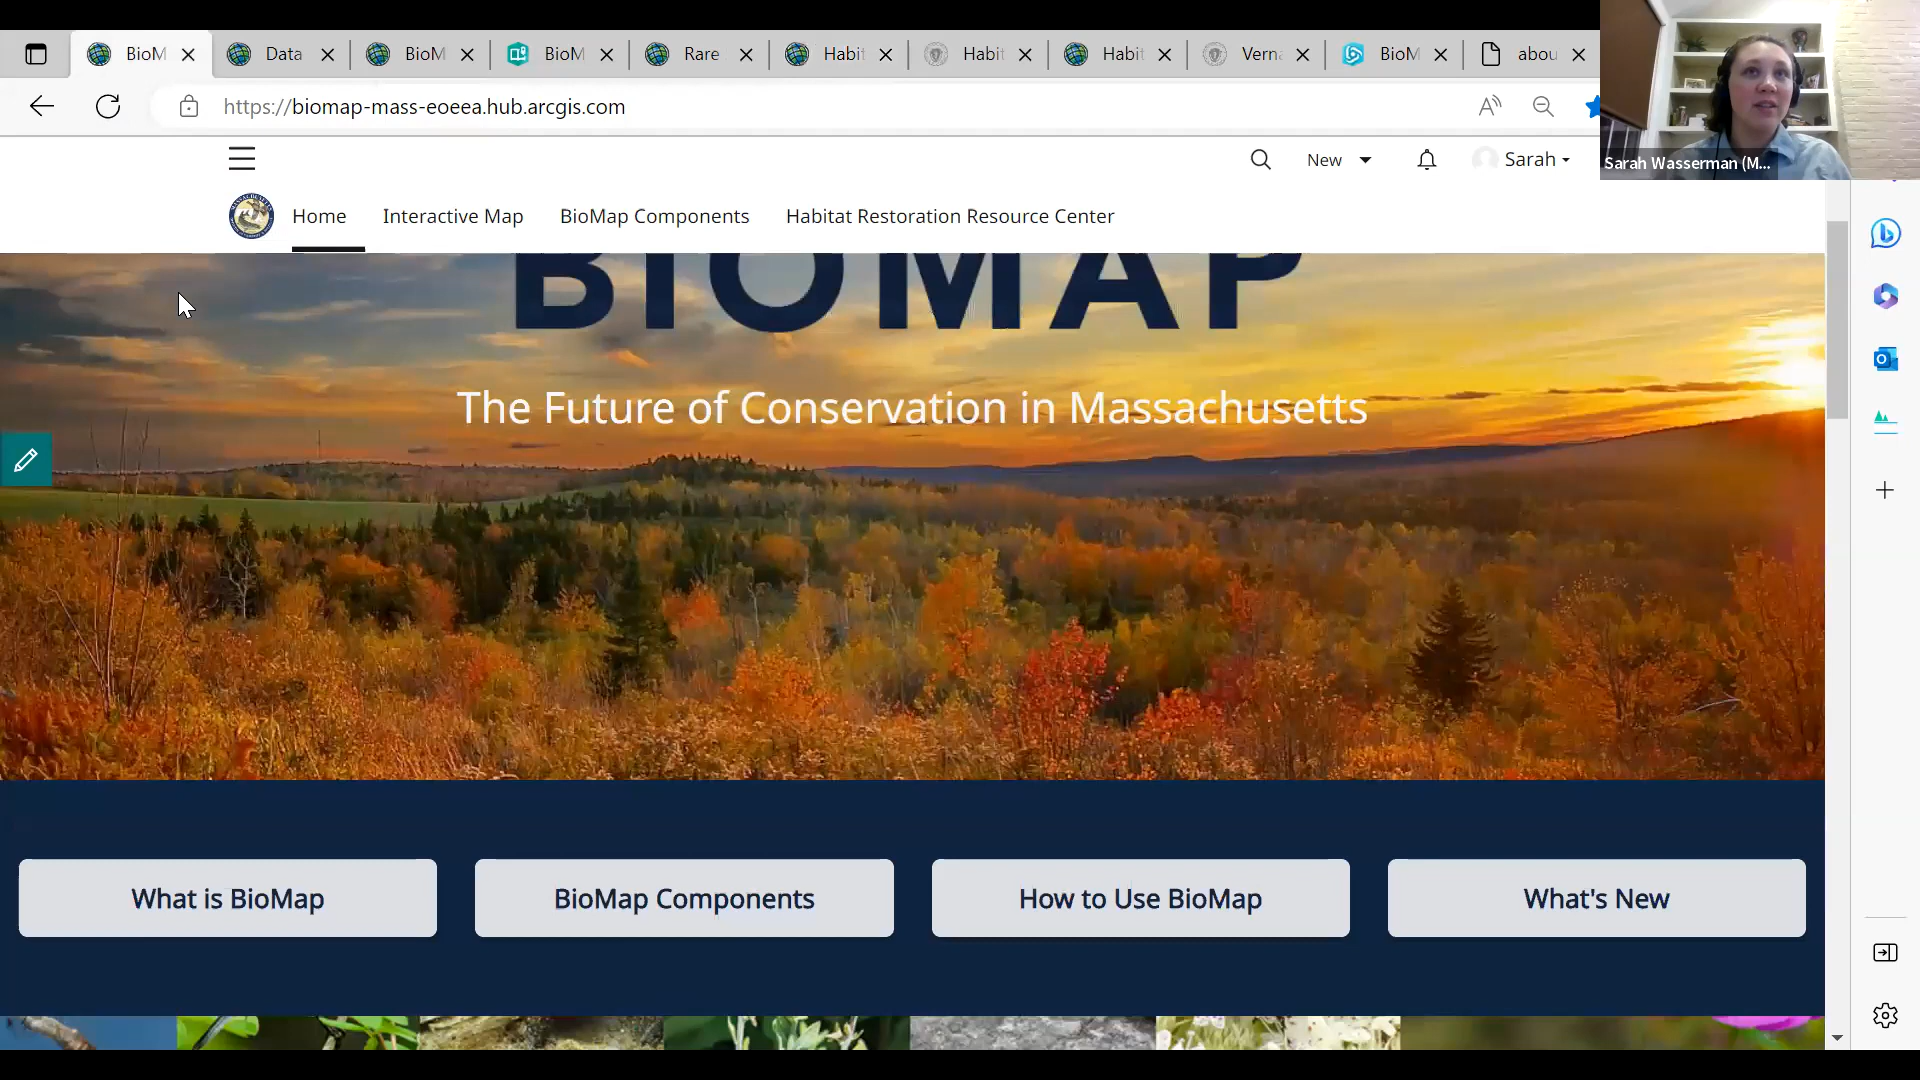 BioM
Data
BioM
BioM
Rare
Habit
Habit
Habit
Verna
BioM
abou
https://biomap-mass-eoeea.hub.arcgis.com
Sarah Wasserman (M...
New
Sarah
Home
Interactive Map
BioMap Components
Habitat Restoration Resource Center
BIOMAP
The Future of Conservation in Massachusetts
What is BioMap
BioMap Components
How to Use BioMap
What's New